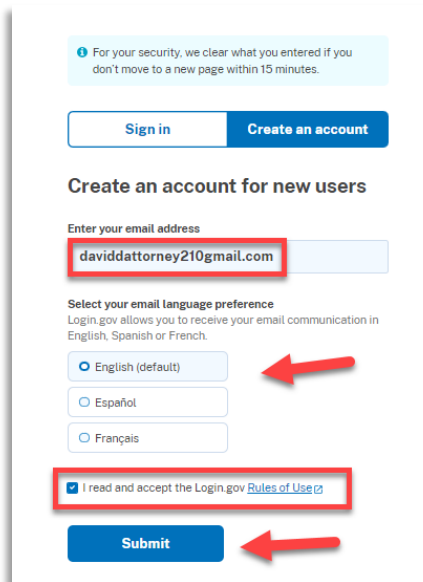 For your security, we clear what you entered if you
don't move to a new page within 15 minutes.
Sign in
Create an account
Create an account for new users
Enter your email address
daviddattorney210gmail.com
Select your email language preference
Login.gov allows you to receive your email communication in
English, Spanish or French.
English (default)
Español
Français
I read and accept the Login.gov Rules of Use
Submit